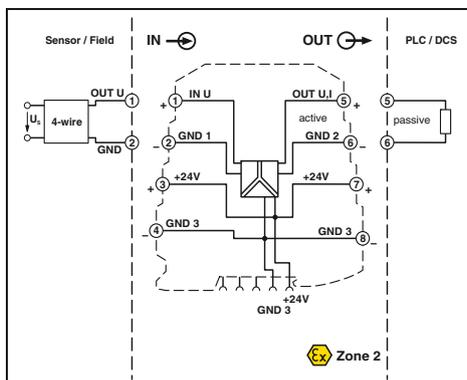 Sensor / Field
IN
OUT
PLC / DCS
OUT U
1
+ 1
IN U
OUT U,I
5 +
5
Us
4-wire
active
passive
GND
2
− 2
GND 1
GND 2
6 −
6
+ 3
+24V
+24V
7 +
− 4
GND 3
GND 3
8 −
+24V
GND 3
Ex Zone 2